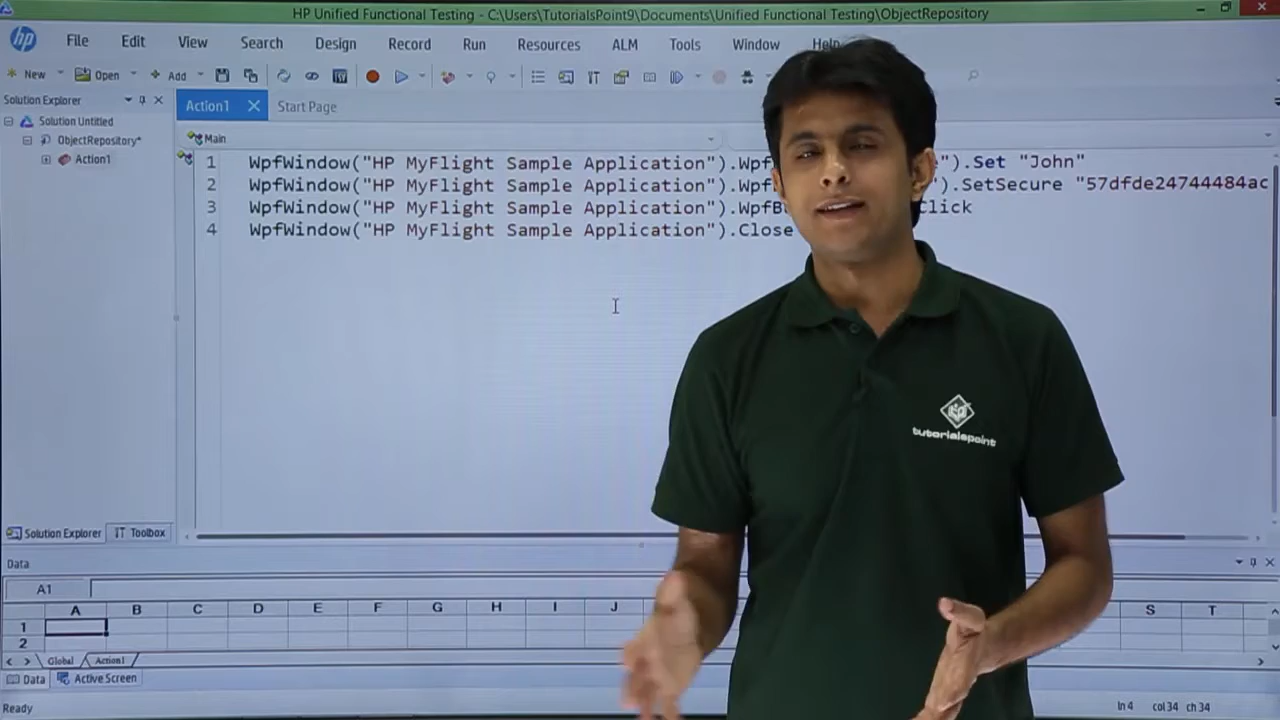 HP Unified Functional Testing - C:\Users\TutorialsPoint9\Documents\Unified Functional Testing\ObjectRepository
hp File Edit View Search Design Record Run Resources ALM Tools Window Help
New Open Add
Solution Explorer
Action1
Start Page
Solution Untitled
ObjectRepository*
Action1
Main
1 WpfWindow("HP MyFlight Sample Application").Wpf ").Set "John"
2 WpfWindow("HP MyFlight Sample Application").Wpf ).SetSecure "57dfde24744484ac
3 WpfWindow("HP MyFlight Sample Application").WpfB Click
4 WpfWindow("HP MyFlight Sample Application").Close
tutorialspoint
Solution Explorer Toolbox
Data
A1
A B C D E F G H I J S T
1
2
Global Action1
Data Active Screen
Ready
ln 4 col 34 ch 34